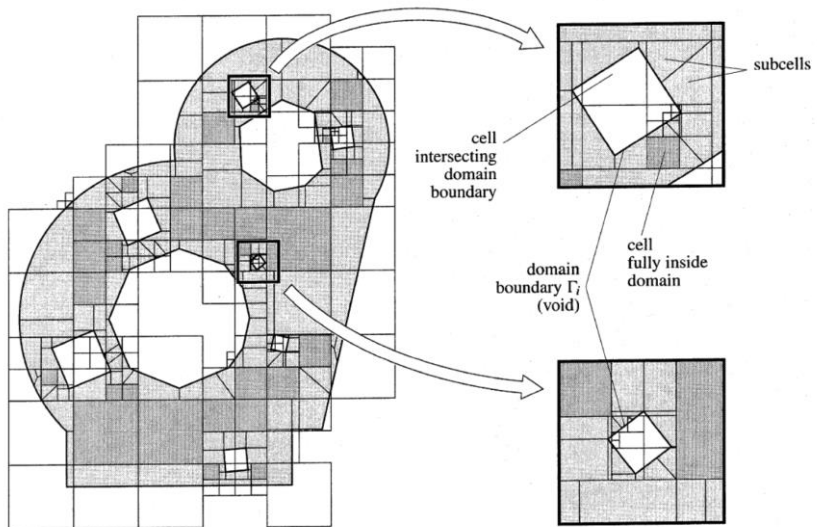 subcells
cell
intersecting
domain
boundary
cell
fully inside
domain
domain
boundary Γi
(void)